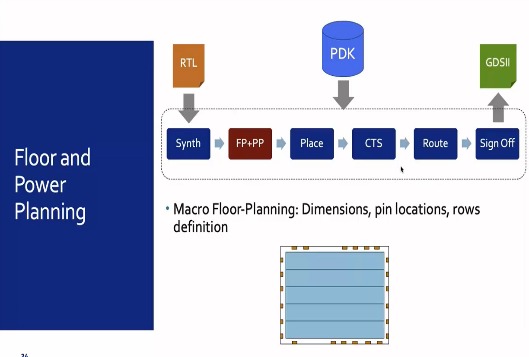 RTL
PDK
GDSII
Synth
FP+PP
Place
CTS
Route
Sign Off
Floor and
Power
Planning
• Macro Floor-Planning: Dimensions, pin locations, rows
definition